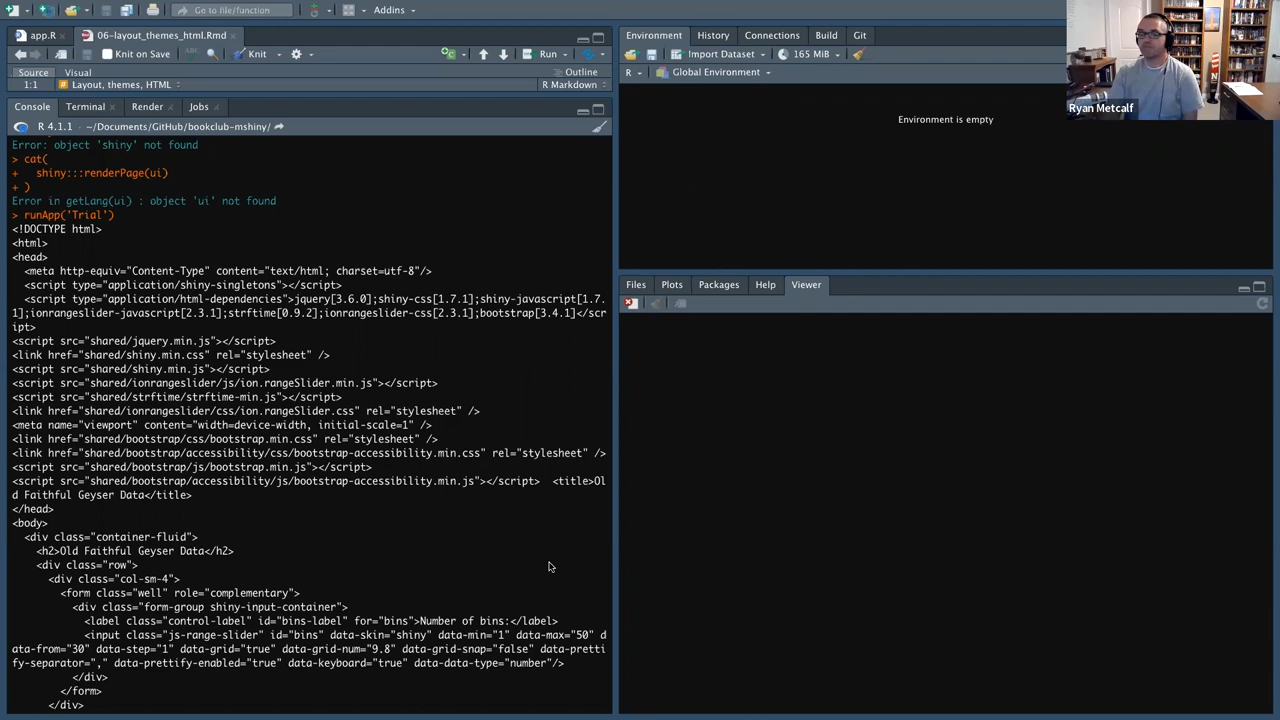 Go to file/function
Addins
app.R
06-layout_themes_html.Rmd
Knit on Save
Knit
Run
Source
Visual
Outline
1:1
Layout, themes, HTML
R Markdown
Console
Terminal
Render
Jobs
R 4.1.1 · ~/Documents/GitHub/bookclub-mshiny/
Error: object 'shiny' not found
> cat(
+   shiny:::renderPage(ui)
+ )
Error in getLang(ui) : object 'ui' not found
> runApp('Trial')
<!DOCTYPE html>
<html>
<head>
  <meta http-equiv="Content-Type" content="text/html; charset=utf-8"/>
  <script type="application/shiny-singletons"></script>
  <script type="application/html-dependencies">jquery[3.6.0];shiny-css[1.7.1];shiny-javascript[1.7.
1];ionrangeslider-javascript[2.3.1];strftime[0.9.2];ionrangeslider-css[2.3.1];bootstrap[3.4.1]</scr
ipt>
<script src="shared/jquery.min.js"></script>
<link href="shared/shiny.min.css" rel="stylesheet" />
<script src="shared/shiny.min.js"></script>
<script src="shared/ionrangeslider/js/ion.rangeSlider.min.js"></script>
<script src="shared/strftime/strftime-min.js"></script>
<link href="shared/ionrangeslider/css/ion.rangeSlider.css" rel="stylesheet" />
<meta name="viewport" content="width=device-width, initial-scale=1" />
<link href="shared/bootstrap/css/bootstrap.min.css" rel="stylesheet" />
<link href="shared/bootstrap/accessibility/css/bootstrap-accessibility.min.css" rel="stylesheet" />
<script src="shared/bootstrap/js/bootstrap.min.js"></script>
<script src="shared/bootstrap/accessibility/js/bootstrap-accessibility.min.js"></script>  <title>Ol
d Faithful Geyser Data</title>
</head>
<body>
  <div class="container-fluid">
    <h2>Old Faithful Geyser Data</h2>
    <div class="row">
      <div class="col-sm-4">
        <form class="well" role="complementary">
          <div class="form-group shiny-input-container">
            <label class="control-label" id="bins-label" for="bins">Number of bins:</label>
            <input class="js-range-slider" id="bins" data-skin="shiny" data-min="1" data-max="50" d
ata-from="30" data-step="1" data-grid="true" data-grid-num="9.8" data-grid-snap="false" data-pretti
fy-separator="," data-prettify-enabled="true" data-keyboard="true" data-data-type="number"/>
          </div>
        </form>
      </div>
Environment
History
Connections
Build
Git
Import Dataset
165 MiB
R
Global Environment
Environment is empty
Files
Plots
Packages
Help
Viewer
Ryan Metcalf